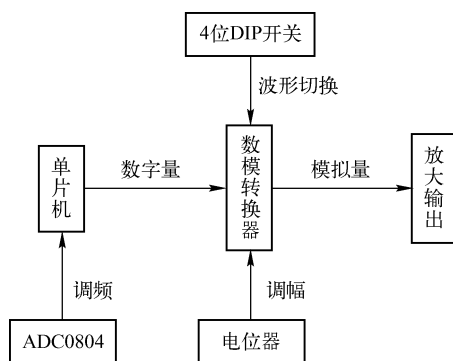 4位DIP开关
波形切换
单片机
数字量
数模转换器
模拟量
放大输出
调频
调幅
ADC0804
电位器